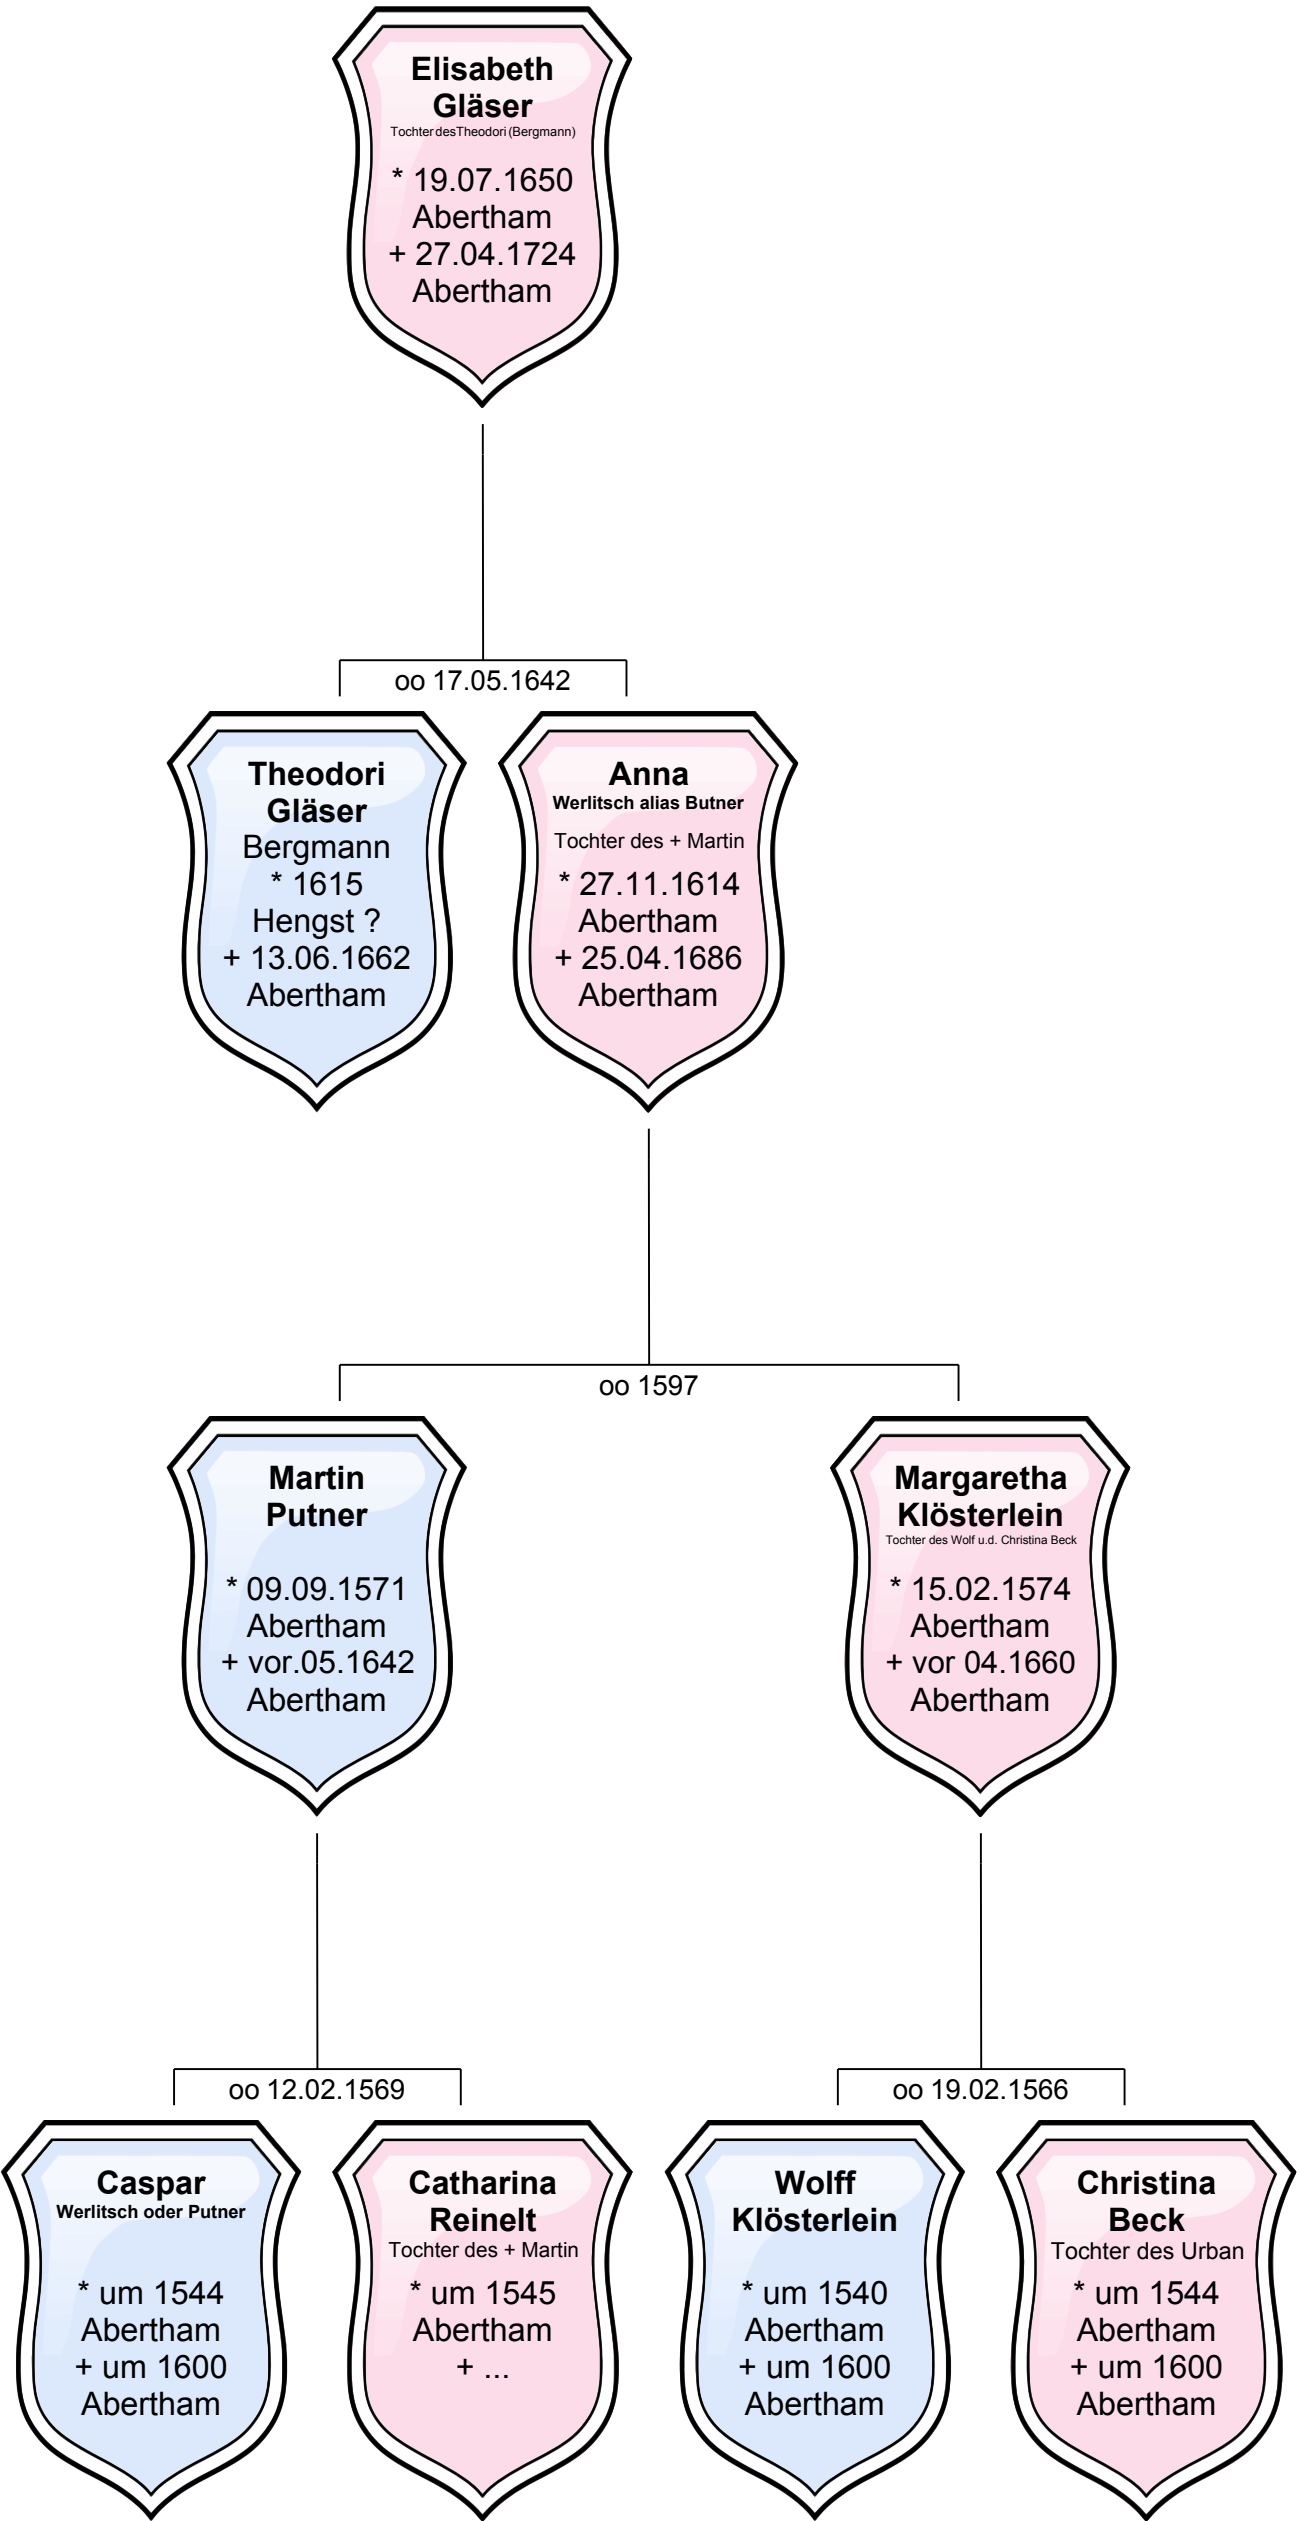 Elisabeth
Gläser
Tochter des Theodori (Bergmann)
* 19.07.1650
Abertham
+ 27.04.1724
Abertham
oo 17.05.1642
Theodori
Gläser
Bergmann
* 1615
Hengst ?
+ 13.06.1662
Abertham
Anna
Werlitsch alias Butner
Tochter des + Martin
* 27.11.1614
Abertham
+ 25.04.1686
Abertham
oo 1597
Martin
Putner
* 09.09.1571
Abertham
+ vor.05.1642
Abertham
Margaretha
Klösterlein
Tochter des Wolf u.d. Christina Beck
* 15.02.1574
Abertham
+ vor 04.1660
Abertham
oo 12.02.1569
oo 19.02.1566
Caspar
Werlitsch oder Putner
* um 1544
Abertham
+ um 1600
Abertham
Catharina
Reinelt
Tochter des + Martin
* um 1545
Abertham
+ ...
Wolff
Klösterlein
* um 1540
Abertham
+ um 1600
Abertham
Christina
Beck
Tochter des Urban
* um 1544
Abertham
+ um 1600
Abertham